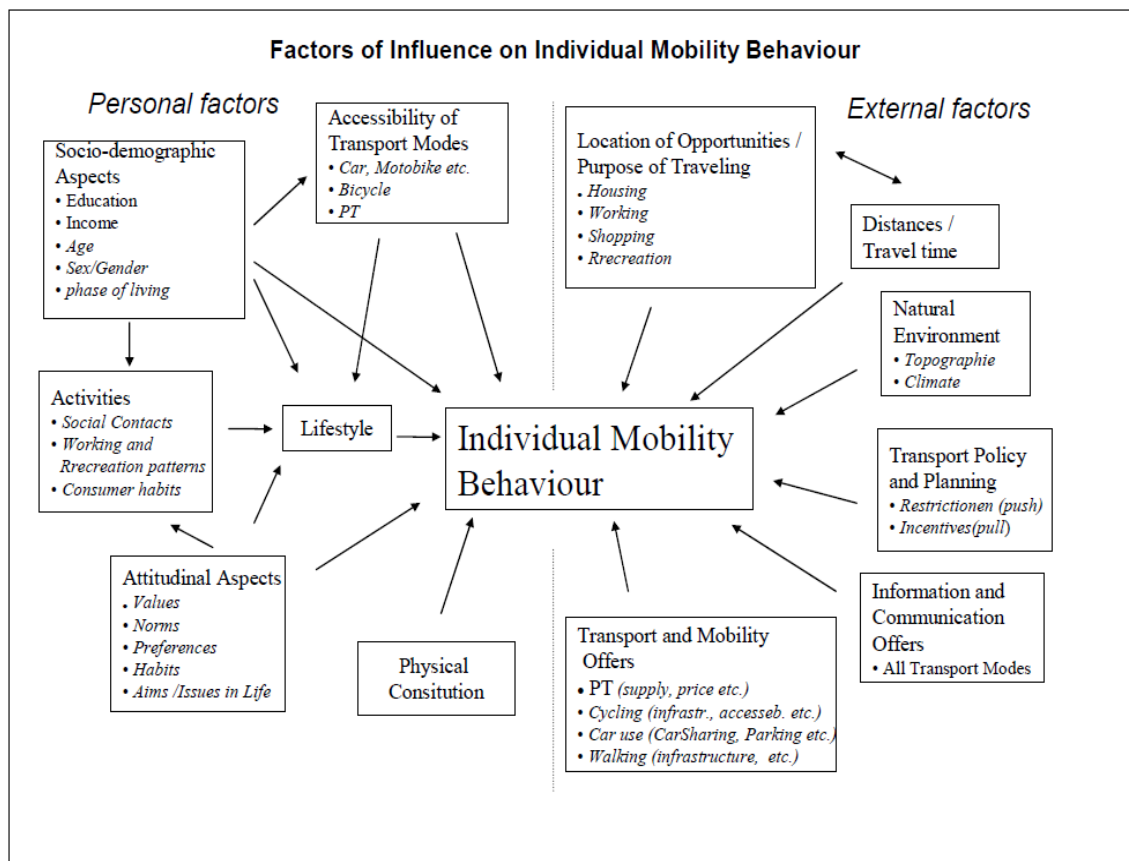 Factors of Influence on Individual Mobility Behaviour
Personal factors
External factors
Socio-demographic
Aspects
• Education
• Income
• Age
• Sex/Gender
• phase of living
Accessibility of
Transport Modes
• Car, Motobike etc.
• Bicycle
• PT
Location of Opportunities /
Purpose of Traveling
• Housing
• Working
• Shopping
• Rrecreation
Distances /
Travel time
Natural
Environment
• Topographie
• Climate
Activities
• Social Contacts
• Working and
Rrecreation patterns
• Consumer habits
Lifestyle
Individual Mobility
Behaviour
Transport Policy
and Planning
• Restrictionen (push)
• Incentives(pull)
Attitudinal Aspects
• Values
• Norms
• Preferences
• Habits
• Aims /Issues in Life
Physical
Consitution
Transport and Mobility
Offers
• PT (supply, price etc.)
• Cycling (infrastr., accesseb. etc.)
• Car use (CarSharing, Parking etc.)
• Walking (infrastructure, etc.)
Information and
Communication
Offers
• All Transport Modes